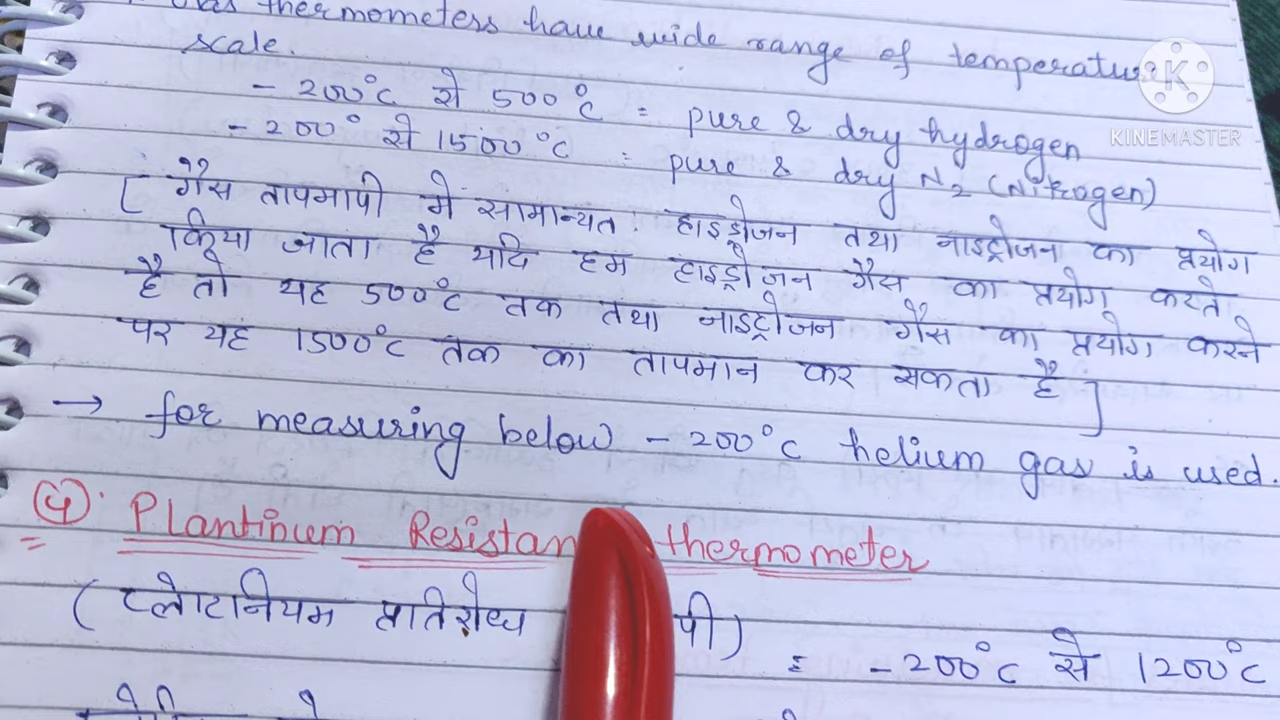 thermometers have wide range of temperature
scale.
- 200°C से 500°C = pure & dry hydrogen
- 200° से 1500°C = pure & dry N2 (Nitrogen)
[ गैस तापमापी में सामान्यत: हाइड्रोजन तथा नाइट्रोजन का प्रयोग
किया जाता है यदि हम हाइड्रोजन गैस का प्रयोग करते
है तो यह 500°C तक तथा नाइट्रोजन गैस का प्रयोग करने
पर यह 1500°C तक का तापमान कर सकता है ]
→ for measuring below - 200°C helium gas is used.
(4). Plantinum Resistan thermometer
(प्लेटिनियम प्रतिरोध पी) = - 200°C से 1200°C
KINEMASTER